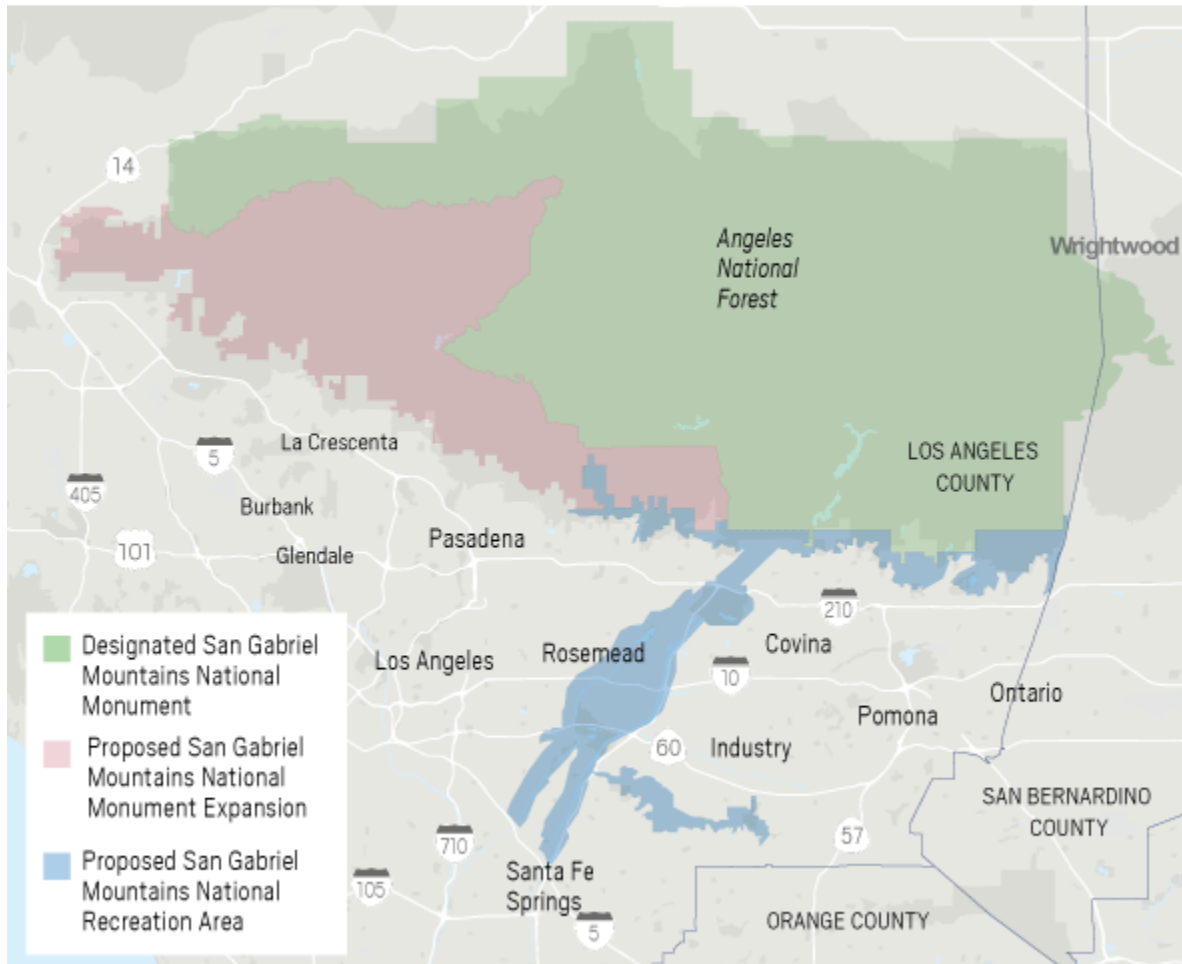 14
Angeles
National
Forest
Wrightwood
La Crescenta
LOS ANGELES
COUNTY
5
405
Burbank
Pasadena
101
Glendale
210
Designated San Gabriel
Mountains National
Monument
Los Angeles
Rosemead
Covina
10
Ontario
Pomona
Proposed San Gabriel
Mountains National
Monument Expansion
60
Industry
SAN BERNARDINO
COUNTY
710
57
Proposed San Gabriel
Mountains National
Recreation Area
105
Santa Fe
Springs
5
ORANGE COUNTY